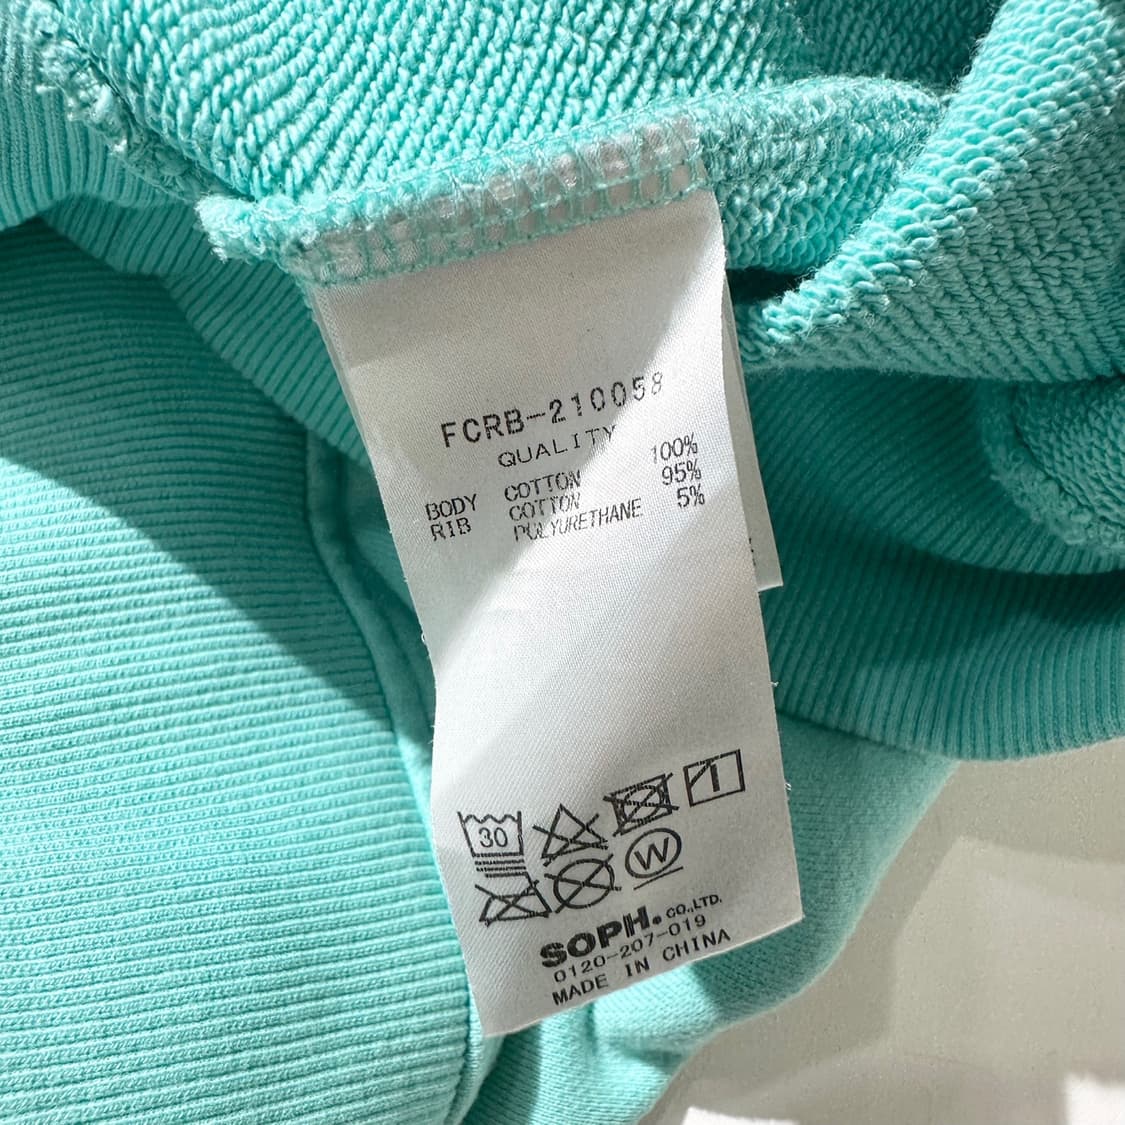 FCRB-210058
QUALITY
BODY COTTON 100%
RIB COTTON 95%
POLYURETHANE 5%
30
W
SOPH. CO.,LTD.
0120-207-019
MADE IN CHINA